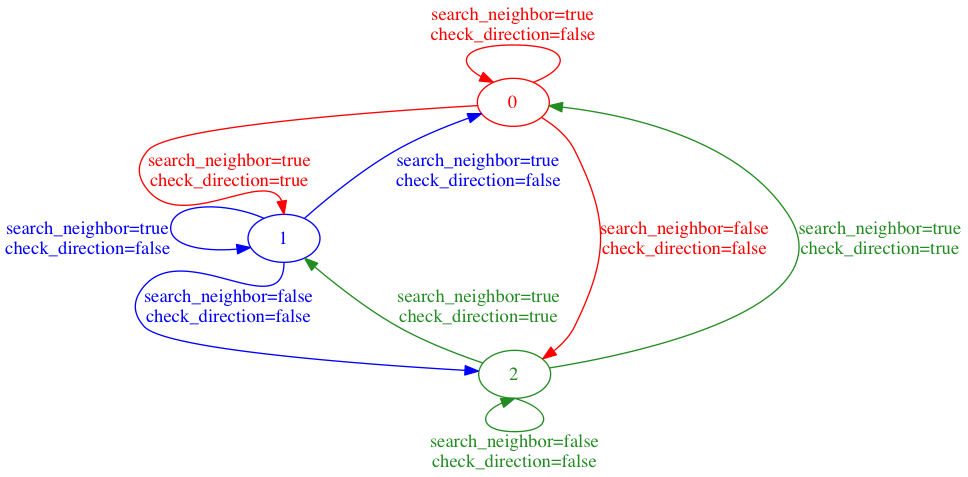 search_neighbor=true
check_direction=false
0
search_neighbor=true
check_direction=true
search_neighbor=true
check_direction=false
search_neighbor=true
check_direction=false
1
search_neighbor=false
check_direction=false
search_neighbor=true
check_direction=true
search_neighbor=false
check_direction=false
search_neighbor=true
check_direction=true
2
search_neighbor=false
check_direction=false